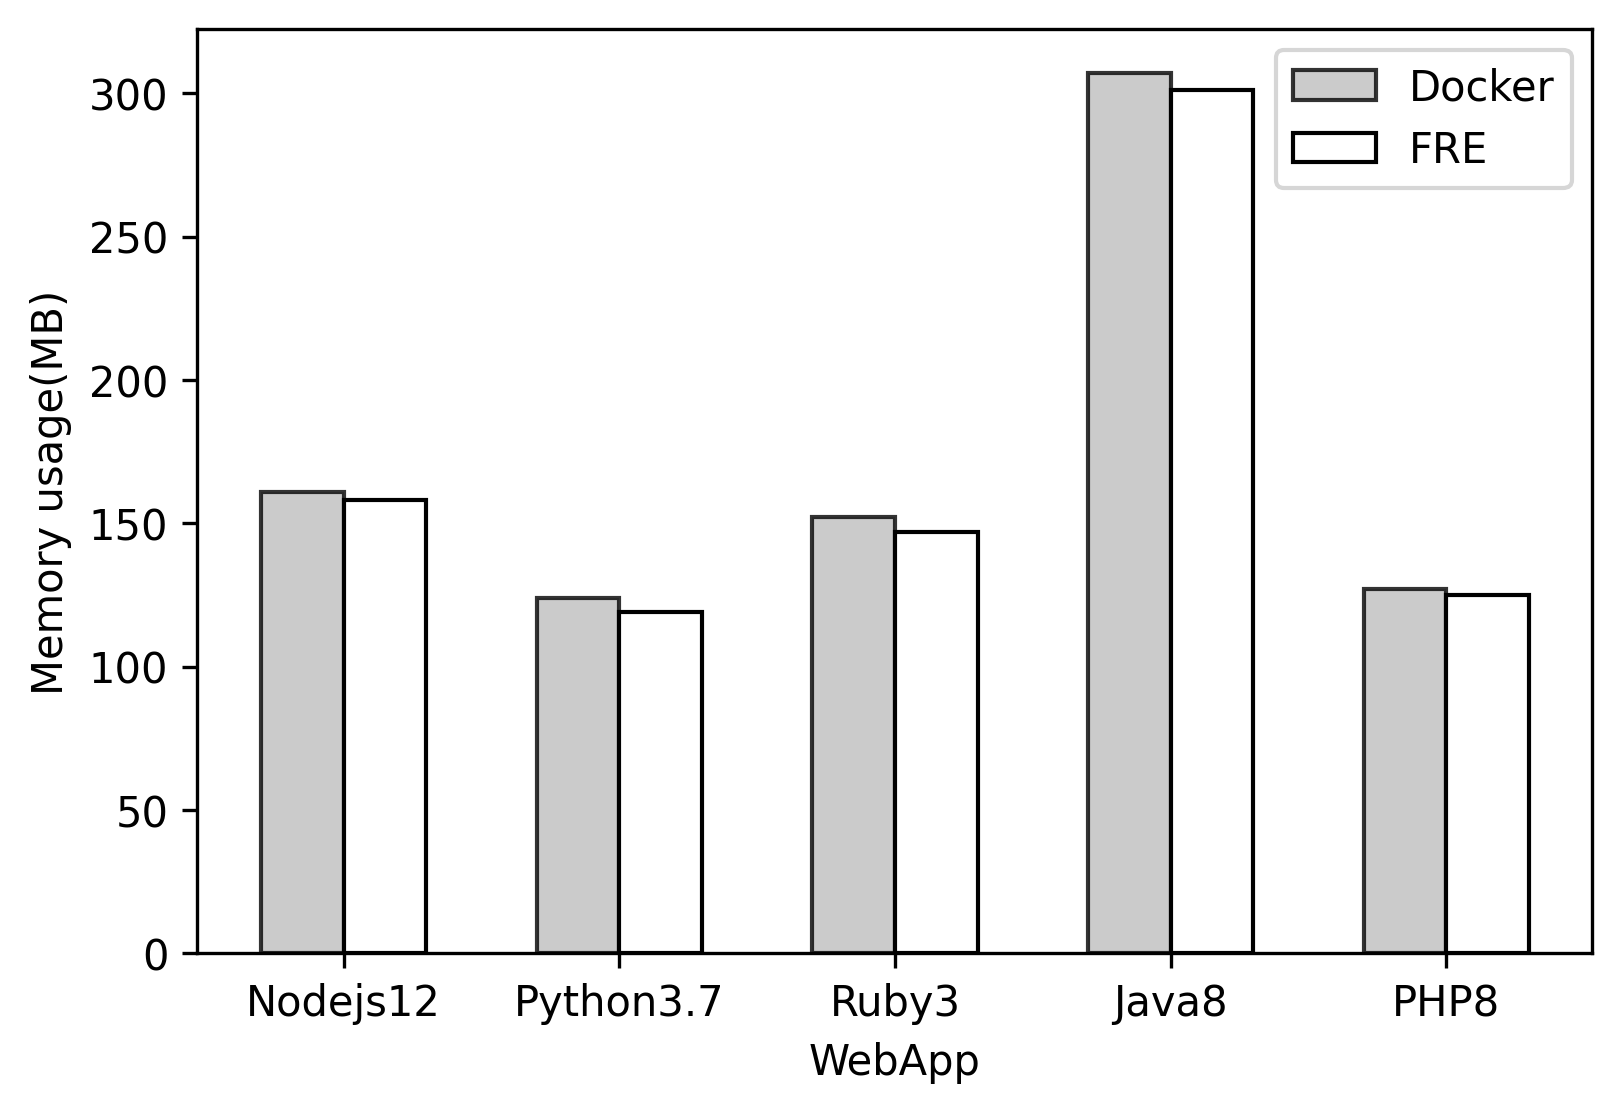 Docker
FRE
300
250
200
150
100
50
0
Memory usage(MB)
Nodejs12 Python3.7 Ruby3 Java8 PHP8
WebApp